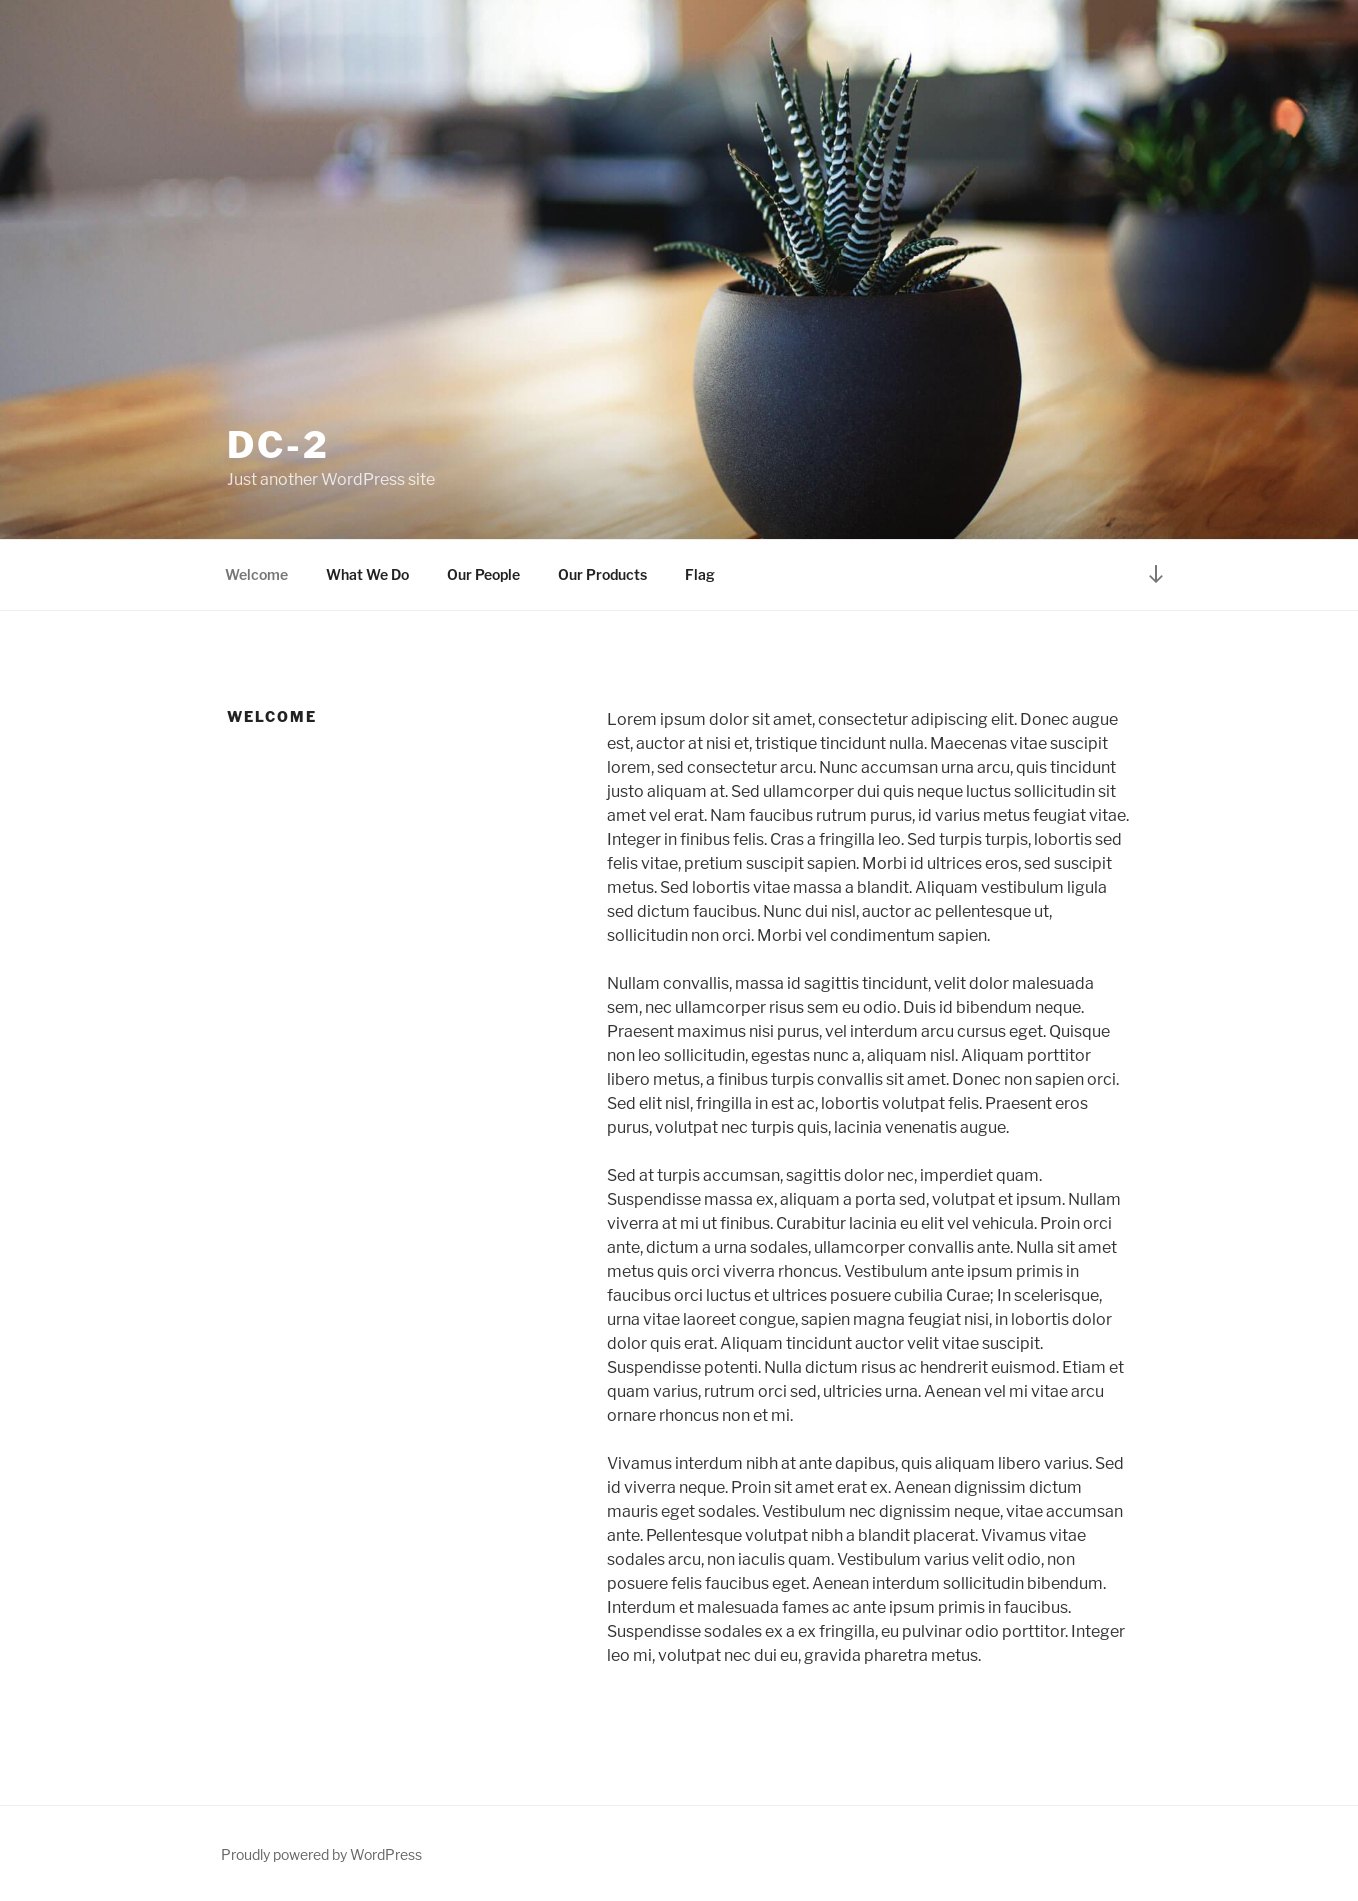 DC-2
Just another WordPress site
Welcome What We Do Our People Our Products Flag
WELCOME
Lorem ipsum dolor sit amet, consectetur adipiscing elit. Donec augue
est, auctor at nisi et, tristique tincidunt nulla. Maecenas vitae suscipit
lorem, sed consectetur arcu. Nunc accumsan urna arcu, quis tincidunt
justo aliquam at. Sed ullamcorper dui quis neque luctus sollicitudin sit
amet vel erat. Nam faucibus rutrum purus, id varius metus feugiat vitae.
Integer in finibus felis. Cras a fringilla leo. Sed turpis turpis, lobortis sed
felis vitae, pretium suscipit sapien. Morbi id ultrices eros, sed suscipit
metus. Sed lobortis vitae massa a blandit. Aliquam vestibulum ligula
sed dictum faucibus. Nunc dui nisl, auctor ac pellentesque ut,
sollicitudin non orci. Morbi vel condimentum sapien.
Nullam convallis, massa id sagittis tincidunt, velit dolor malesuada
sem, nec ullamcorper risus sem eu odio. Duis id bibendum neque.
Praesent maximus nisi purus, vel interdum arcu cursus eget. Quisque
non leo sollicitudin, egestas nunc a, aliquam nisl. Aliquam porttitor
libero metus, a finibus turpis convallis sit amet. Donec non sapien orci.
Sed elit nisl, fringilla in est ac, lobortis volutpat felis. Praesent eros
purus, volutpat nec turpis quis, lacinia venenatis augue.
Sed at turpis accumsan, sagittis dolor nec, imperdiet quam.
Suspendisse massa ex, aliquam a porta sed, volutpat et ipsum. Nullam
viverra at mi ut finibus. Curabitur lacinia eu elit vel vehicula. Proin orci
ante, dictum a urna sodales, ullamcorper convallis ante. Nulla sit amet
metus quis orci viverra rhoncus. Vestibulum ante ipsum primis in
faucibus orci luctus et ultrices posuere cubilia Curae; In scelerisque,
urna vitae laoreet congue, sapien magna feugiat nisi, in lobortis dolor
dolor quis erat. Aliquam tincidunt auctor velit vitae suscipit.
Suspendisse potenti. Nulla dictum risus ac hendrerit euismod. Etiam et
quam varius, rutrum orci sed, ultricies urna. Aenean vel mi vitae arcu
ornare rhoncus non et mi.
Vivamus interdum nibh at ante dapibus, quis aliquam libero varius. Sed
id viverra neque. Proin sit amet erat ex. Aenean dignissim dictum
mauris eget sodales. Vestibulum nec dignissim neque, vitae accumsan
ante. Pellentesque volutpat nibh a blandit placerat. Vivamus vitae
sodales arcu, non iaculis quam. Vestibulum varius velit odio, non
posuere felis faucibus eget. Aenean interdum sollicitudin bibendum.
Interdum et malesuada fames ac ante ipsum primis in faucibus.
Suspendisse sodales ex a ex fringilla, eu pulvinar odio porttitor. Integer
leo mi, volutpat nec dui eu, gravida pharetra metus.
Proudly powered by WordPress